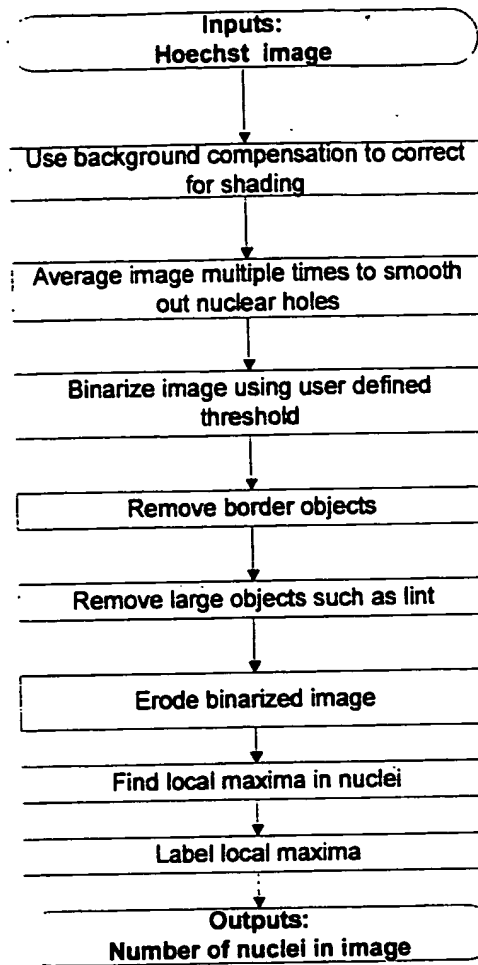 Inputs:
Hoechst image
Use background compensation to correct
for shading
Average image multiple times to smooth
out nuclear holes
Binarize image using user defined
threshold
Remove border objects
Remove large objects such as lint
Erode binarized image
Find local maxima in nuclei
Label local maxima
Outputs:
Number of nuclei in image